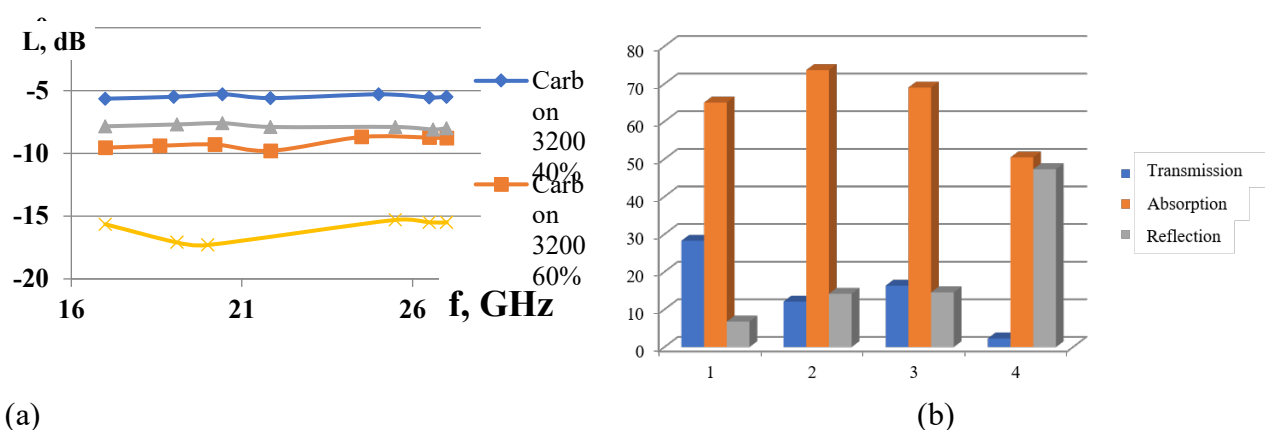 L, dB
-5
-10
-15
-20
16
21
26
f, GHz
Carb
on
3200
40%
Carb
on
3200
60%
(a)
80
70
60
50
40
30
20
10
0
1
2
3
4
Transmission
Absorption
Reflection
(b)